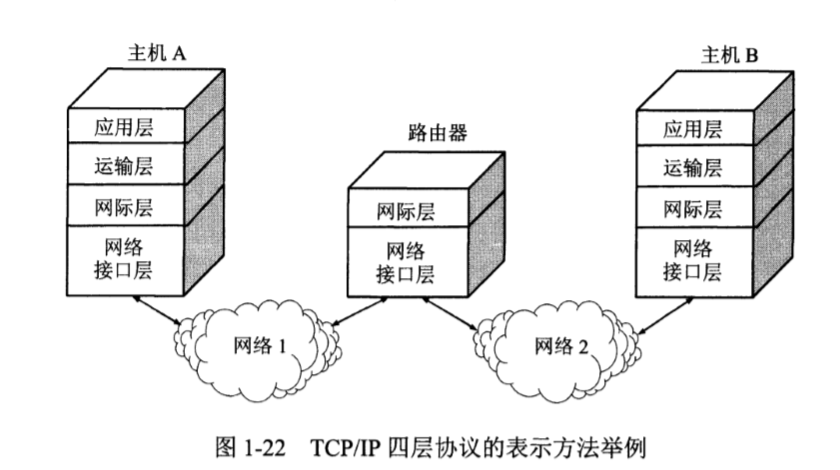 主机 A
应用层
运输层
网际层
网络
接口层
路由器
网际层
网络
接口层
主机 B
应用层
运输层
网际层
网络
接口层
网络 1
网络 2
图 1-22 TCP/IP 四层协议的表示方法举例